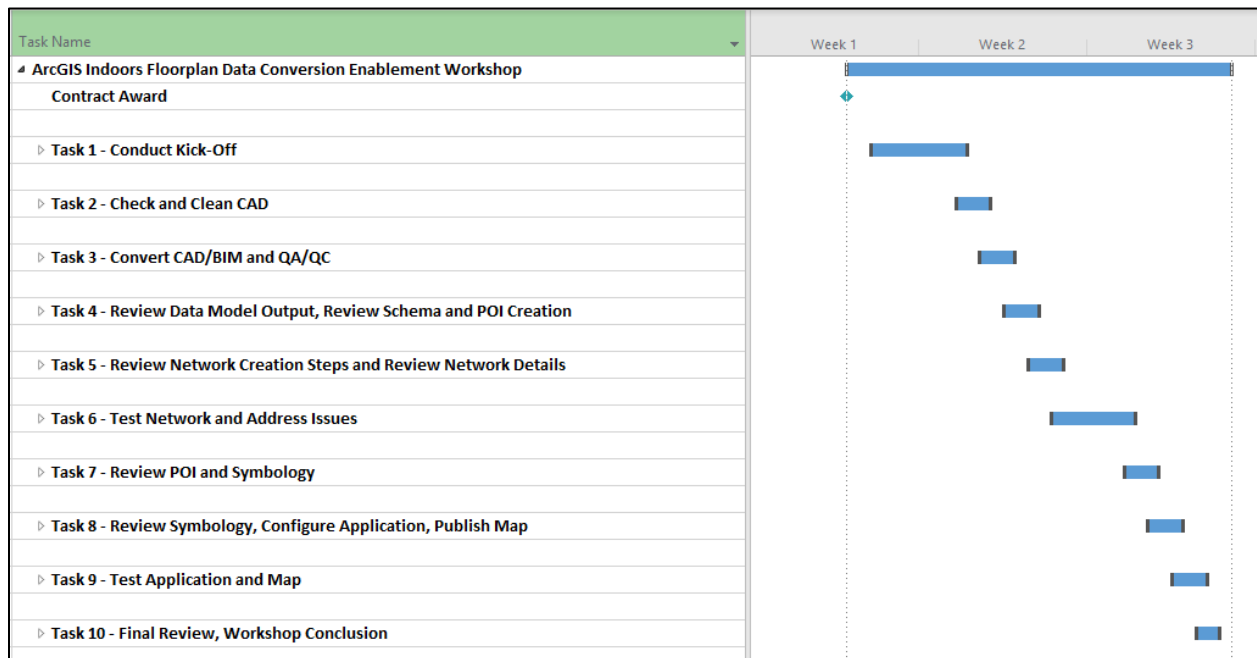 Task Name
Week 1
Week 2
Week 3
ArcGIS Indoors Floorplan Data Conversion Enablement Workshop
Contract Award
Task 1 - Conduct Kick-Off
Task 2 - Check and Clean CAD
Task 3 - Convert CAD/BIM and QA/QC
Task 4 - Review Data Model Output, Review Schema and POI Creation
Task 5 - Review Network Creation Steps and Review Network Details
Task 6 - Test Network and Address Issues
Task 7 - Review POI and Symbology
Task 8 - Review Symbology, Configure Application, Publish Map
Task 9 - Test Application and Map
Task 10 - Final Review, Workshop Conclusion